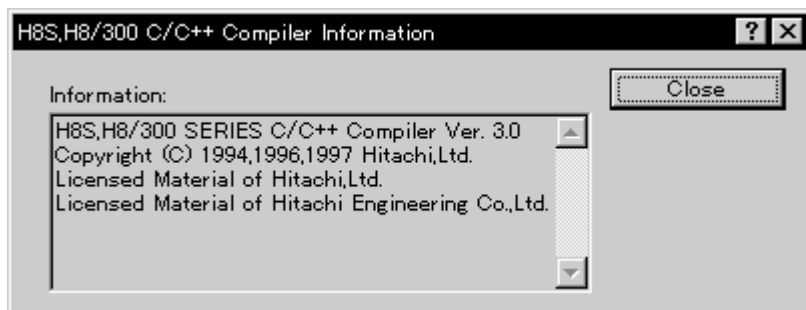 H8S,H8/300 C/C++ Compiler Information
Close
Information:
H8S,H8/300 SERIES C/C++ Compiler Ver. 3.0
Copyright (C) 1994,1996,1997 Hitachi,Ltd.
Licensed Material of Hitachi,Ltd.
Licensed Material of Hitachi Engineering Co.,Ltd.